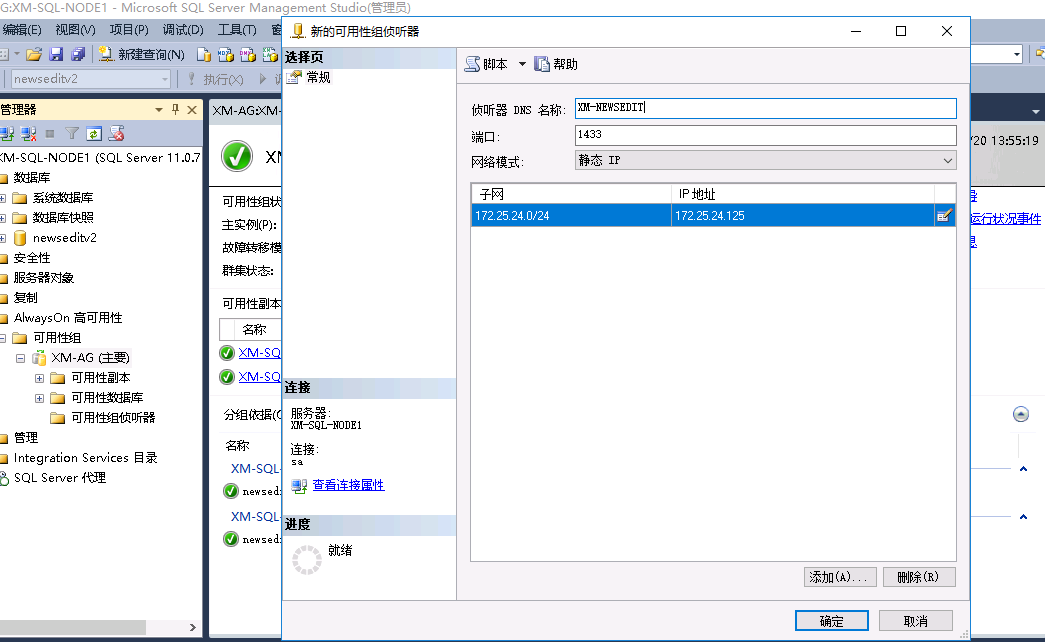 G:XM-SQL-NODE1 - Microsoft SQL Server Management Studio(管理员)
编辑(E) 视图(V) 项目(P) 调试(D) 工具(T)
新建查询(N)
newseditv2 执行(X)
管理器
XM-SQL-NODE1 (SQL Server 11.0.7
数据库
系统数据库
数据库快照
newseditv2
安全性
服务器对象
复制
AlwaysOn 高可用性
可用性组
XM-AG (主要)
可用性副本
可用性数据库
可用性组侦听器
管理
Integration Services 目录
SQL Server 代理
XM-AG:XM-
可用性组状
主实例(P):
故障转移模
群集状态:
可用性副本
名称
XM-SQ
XM-SQ
分组依据(G
名称
XM-SQL-
newsedi
XM-SQL-
newsedi
新的可用性组侦听器
选择页
常规
连接
服务器:
XM-SQL-NODE1
连接:
sa
查看连接属性
进度
就绪
脚本 帮助
侦听器 DNS 名称: XM-NEWSEDIT
端口: 1433
网络模式: 静态 IP
子网 IP 地址
172.25.24.0/24 172.25.24.125
添加(A)... 删除(R)
确定 取消
/20 13:55:19
运行状况事件